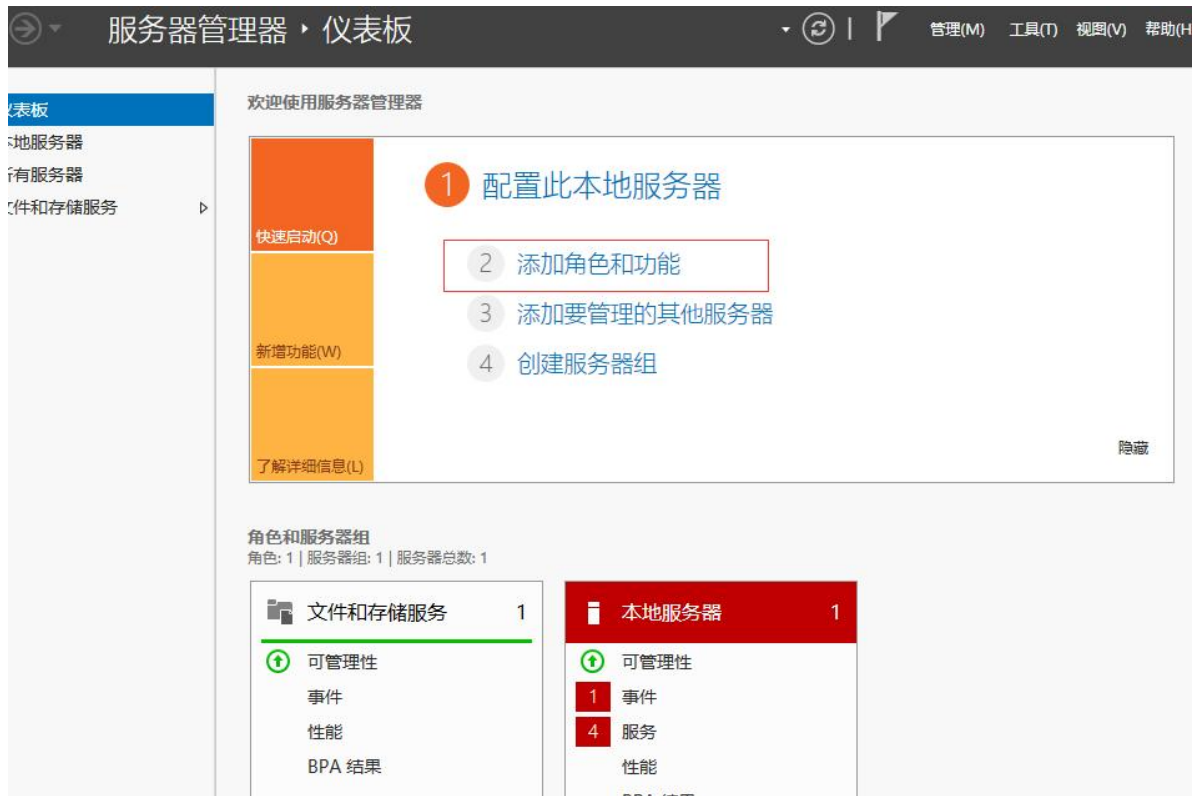 服务器管理器 ‣ 仪表板
管理(M) 工具(T) 视图(V) 帮助(H
表板
地服务器
有服务器
件和存储服务
欢迎使用服务器管理器
1 配置此本地服务器
快速启动(Q)
2 添加角色和功能
3 添加要管理的其他服务器
新增功能(W)
4 创建服务器组
隐藏
了解详细信息(L)
角色和服务器组
角色: 1 | 服务器组: 1 | 服务器总数: 1
文件和存储服务 1
可管理性
事件
性能
BPA 结果
本地服务器 1
可管理性
1 事件
4 服务
性能